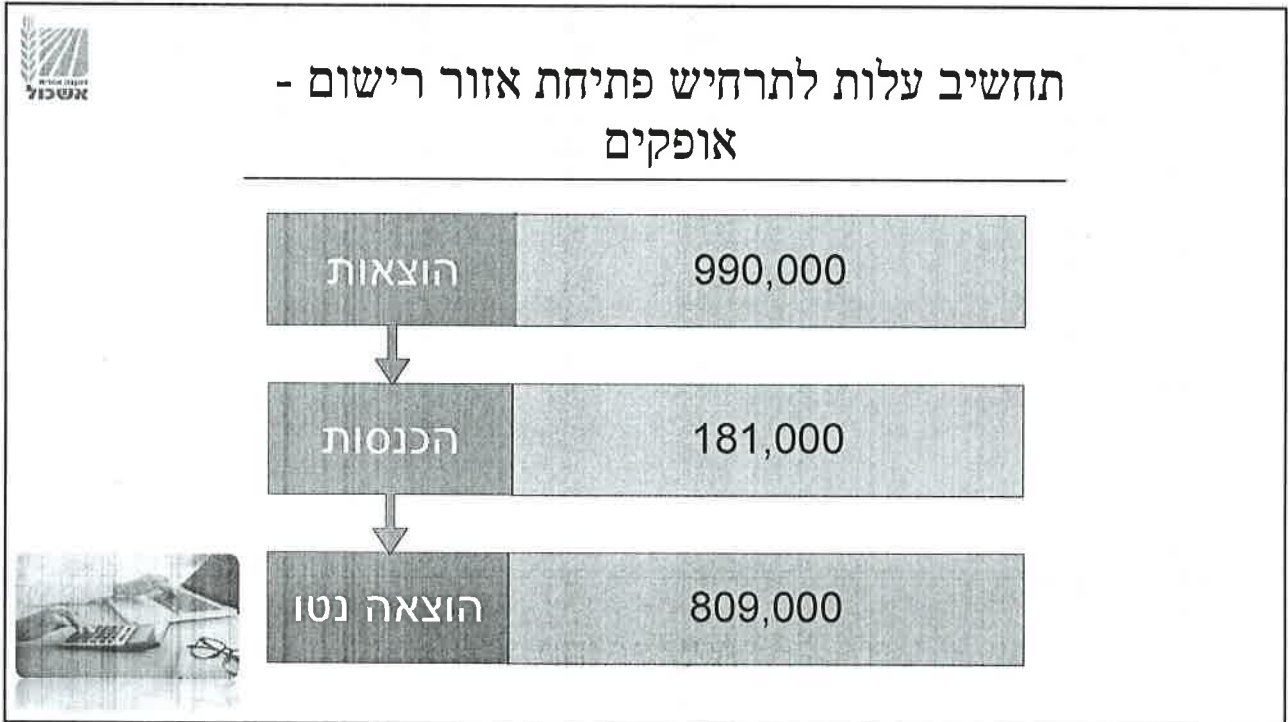 אשכול
תחשיב עלות לתרחיש פתיחת אזור רישום -
אופקים
הוצאות 990,000
הכנסות 181,000
הוצאה נטו 809,000